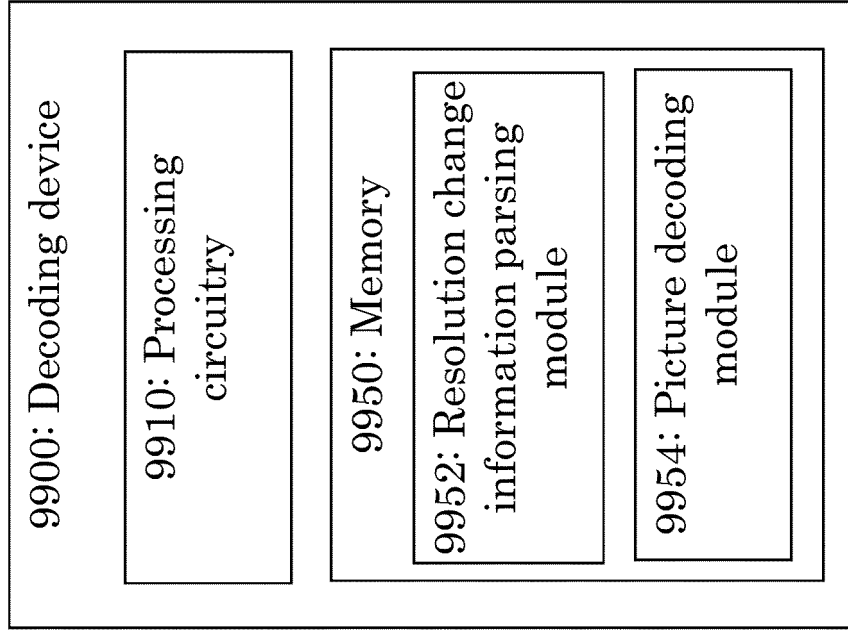 9900: Decoding device
9910: Processing
circuitry
9950: Memory
9952: Resolution change
information parsing
module
9954: Picture decoding
module